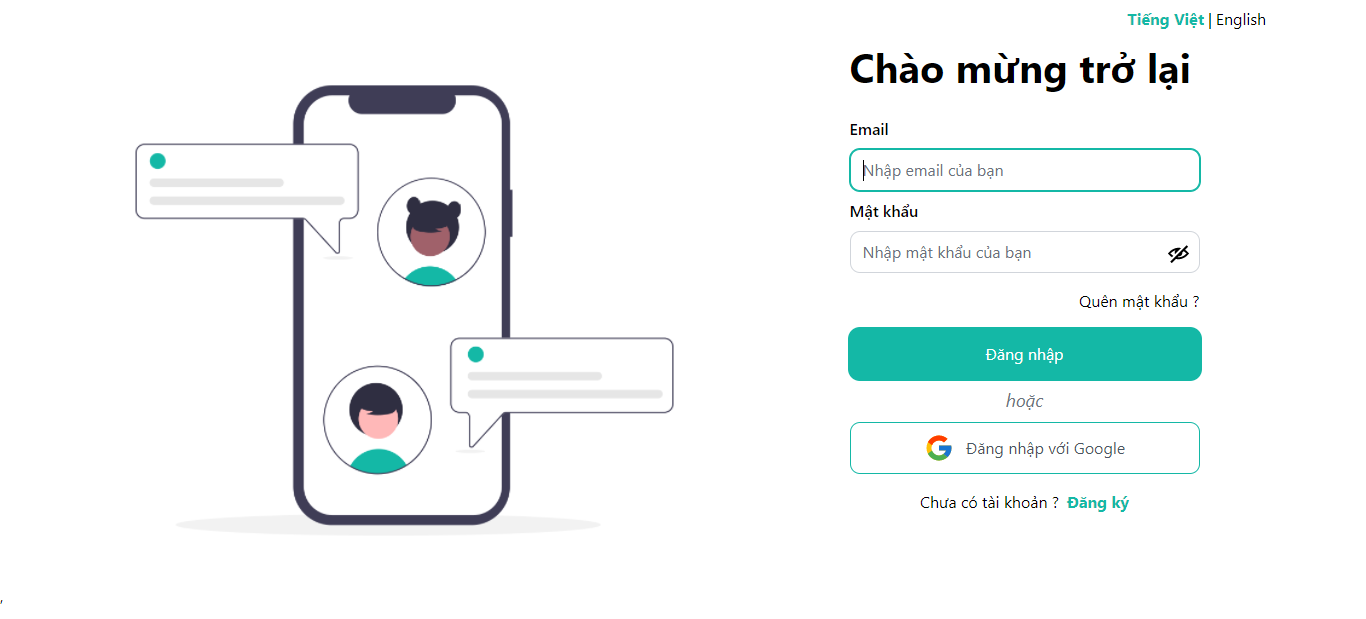 Tiếng Việt | English
Chào mừng trở lại
Email
Nhập email của bạn
Mật khẩu
Nhập mật khẩu của bạn
Quên mật khẩu ?
Đăng nhập
hoặc
Đăng nhập với Google
Chưa có tài khoản ? Đăng ký
,